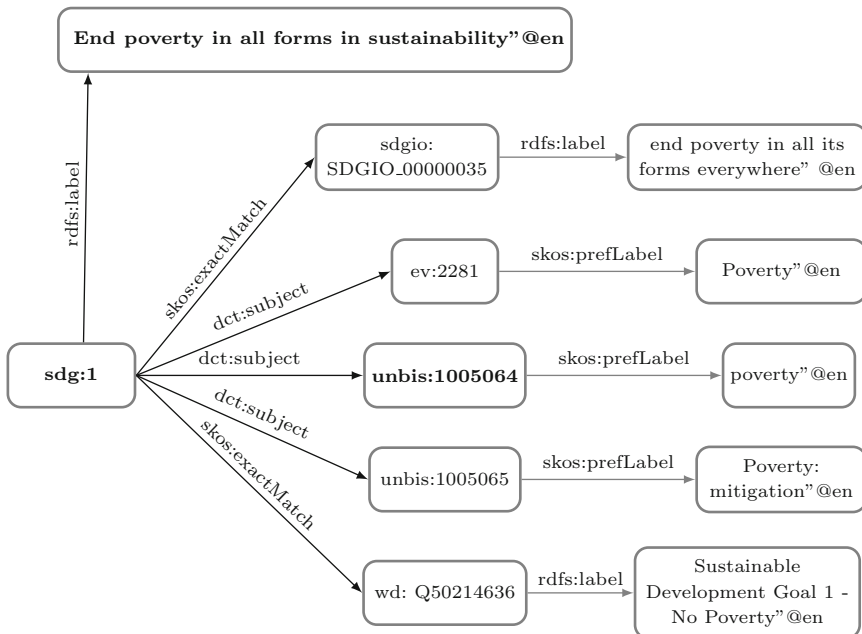 End poverty in all forms in sustainability”@en
rdfs:label
sdgio:
SDGIO_00000035
rdfs:label
end poverty in all its
forms everywhere” @en
skos:exactMatch
ev:2281
skos:prefLabel
Poverty”@en
dct:subject
sdg:1
dct:subject
unbis:1005064
skos:prefLabel
poverty”@en
dct:subject
unbis:1005065
skos:prefLabel
Poverty:
mitigation”@en
skos:exactMatch
wd: Q50214636
rdfs:label
Sustainable
Development Goal 1 -
No Poverty”@en